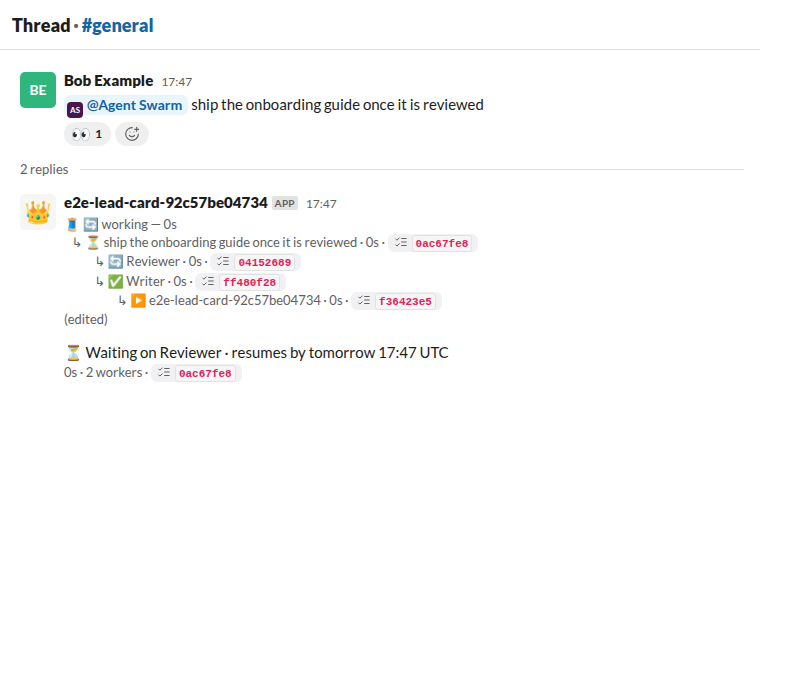 Thread · #general
BE
Bob Example 17:47
AS @Agent Swarm ship the onboarding guide once it is reviewed
👀 1
2 replies
e2e-lead-card-92c57be04734 APP 17:47
🧵 🔄 working — 0s
↳ ⏳ ship the onboarding guide once it is reviewed · 0s · 0ac67fe8
↳ 🔄 Reviewer · 0s · 04152689
↳ ✅ Writer · 0s · ff480f28
↳ ▶️ e2e-lead-card-92c57be04734 · 0s · f36423e5
(edited)
⏳ Waiting on Reviewer · resumes by tomorrow 17:47 UTC
0s · 2 workers · 0ac67fe8